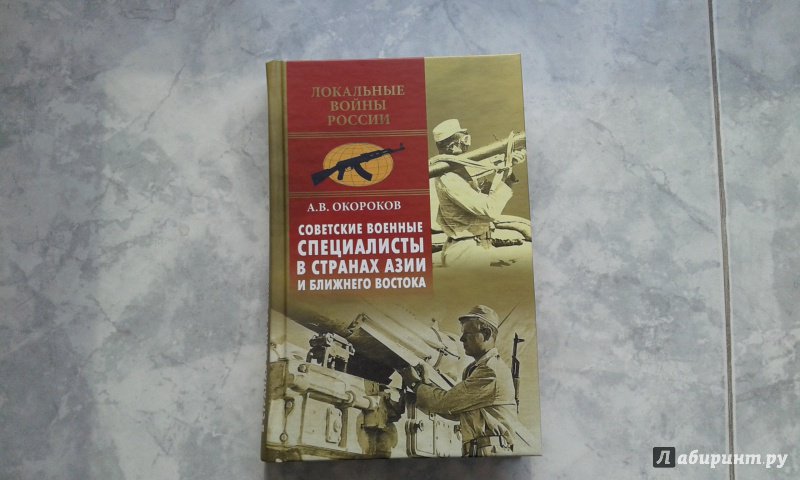 ЛОКАЛЬНЫЕ
ВОЙНЫ
РОССИИ
А.В. ОКОРОКОВ
СОВЕТСКИЕ ВОЕННЫЕ
СПЕЦИАЛИСТЫ
В СТРАНАХ АЗИИ
И БЛИЖНЕГО ВОСТОКА
Лабиринт.ру